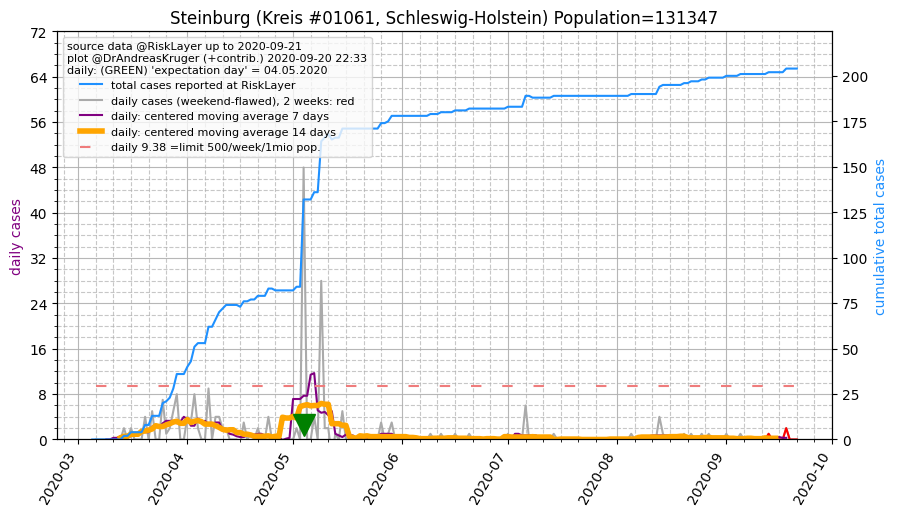 Steinburg (Kreis #01061, Schleswig-Holstein) Population=131347
source data @RiskLayer up to 2020-09-21
plot @DrAndreasKruger (+contrib.) 2020-09-20 22:33
daily: (GREEN) 'expectation day' = 04.05.2020
total cases reported at RiskLayer
daily cases (weekend-flawed), 2 weeks: red
daily: centered moving average 7 days
daily: centered moving average 14 days
daily 9.38 =limit 500/week/1mio pop.
daily cases
72
64
56
48
40
32
24
16
8
0
cumulative total cases
200
175
150
125
100
75
50
25
0
2020-03
2020-04
2020-05
2020-06
2020-07
2020-08
2020-09
2020-10